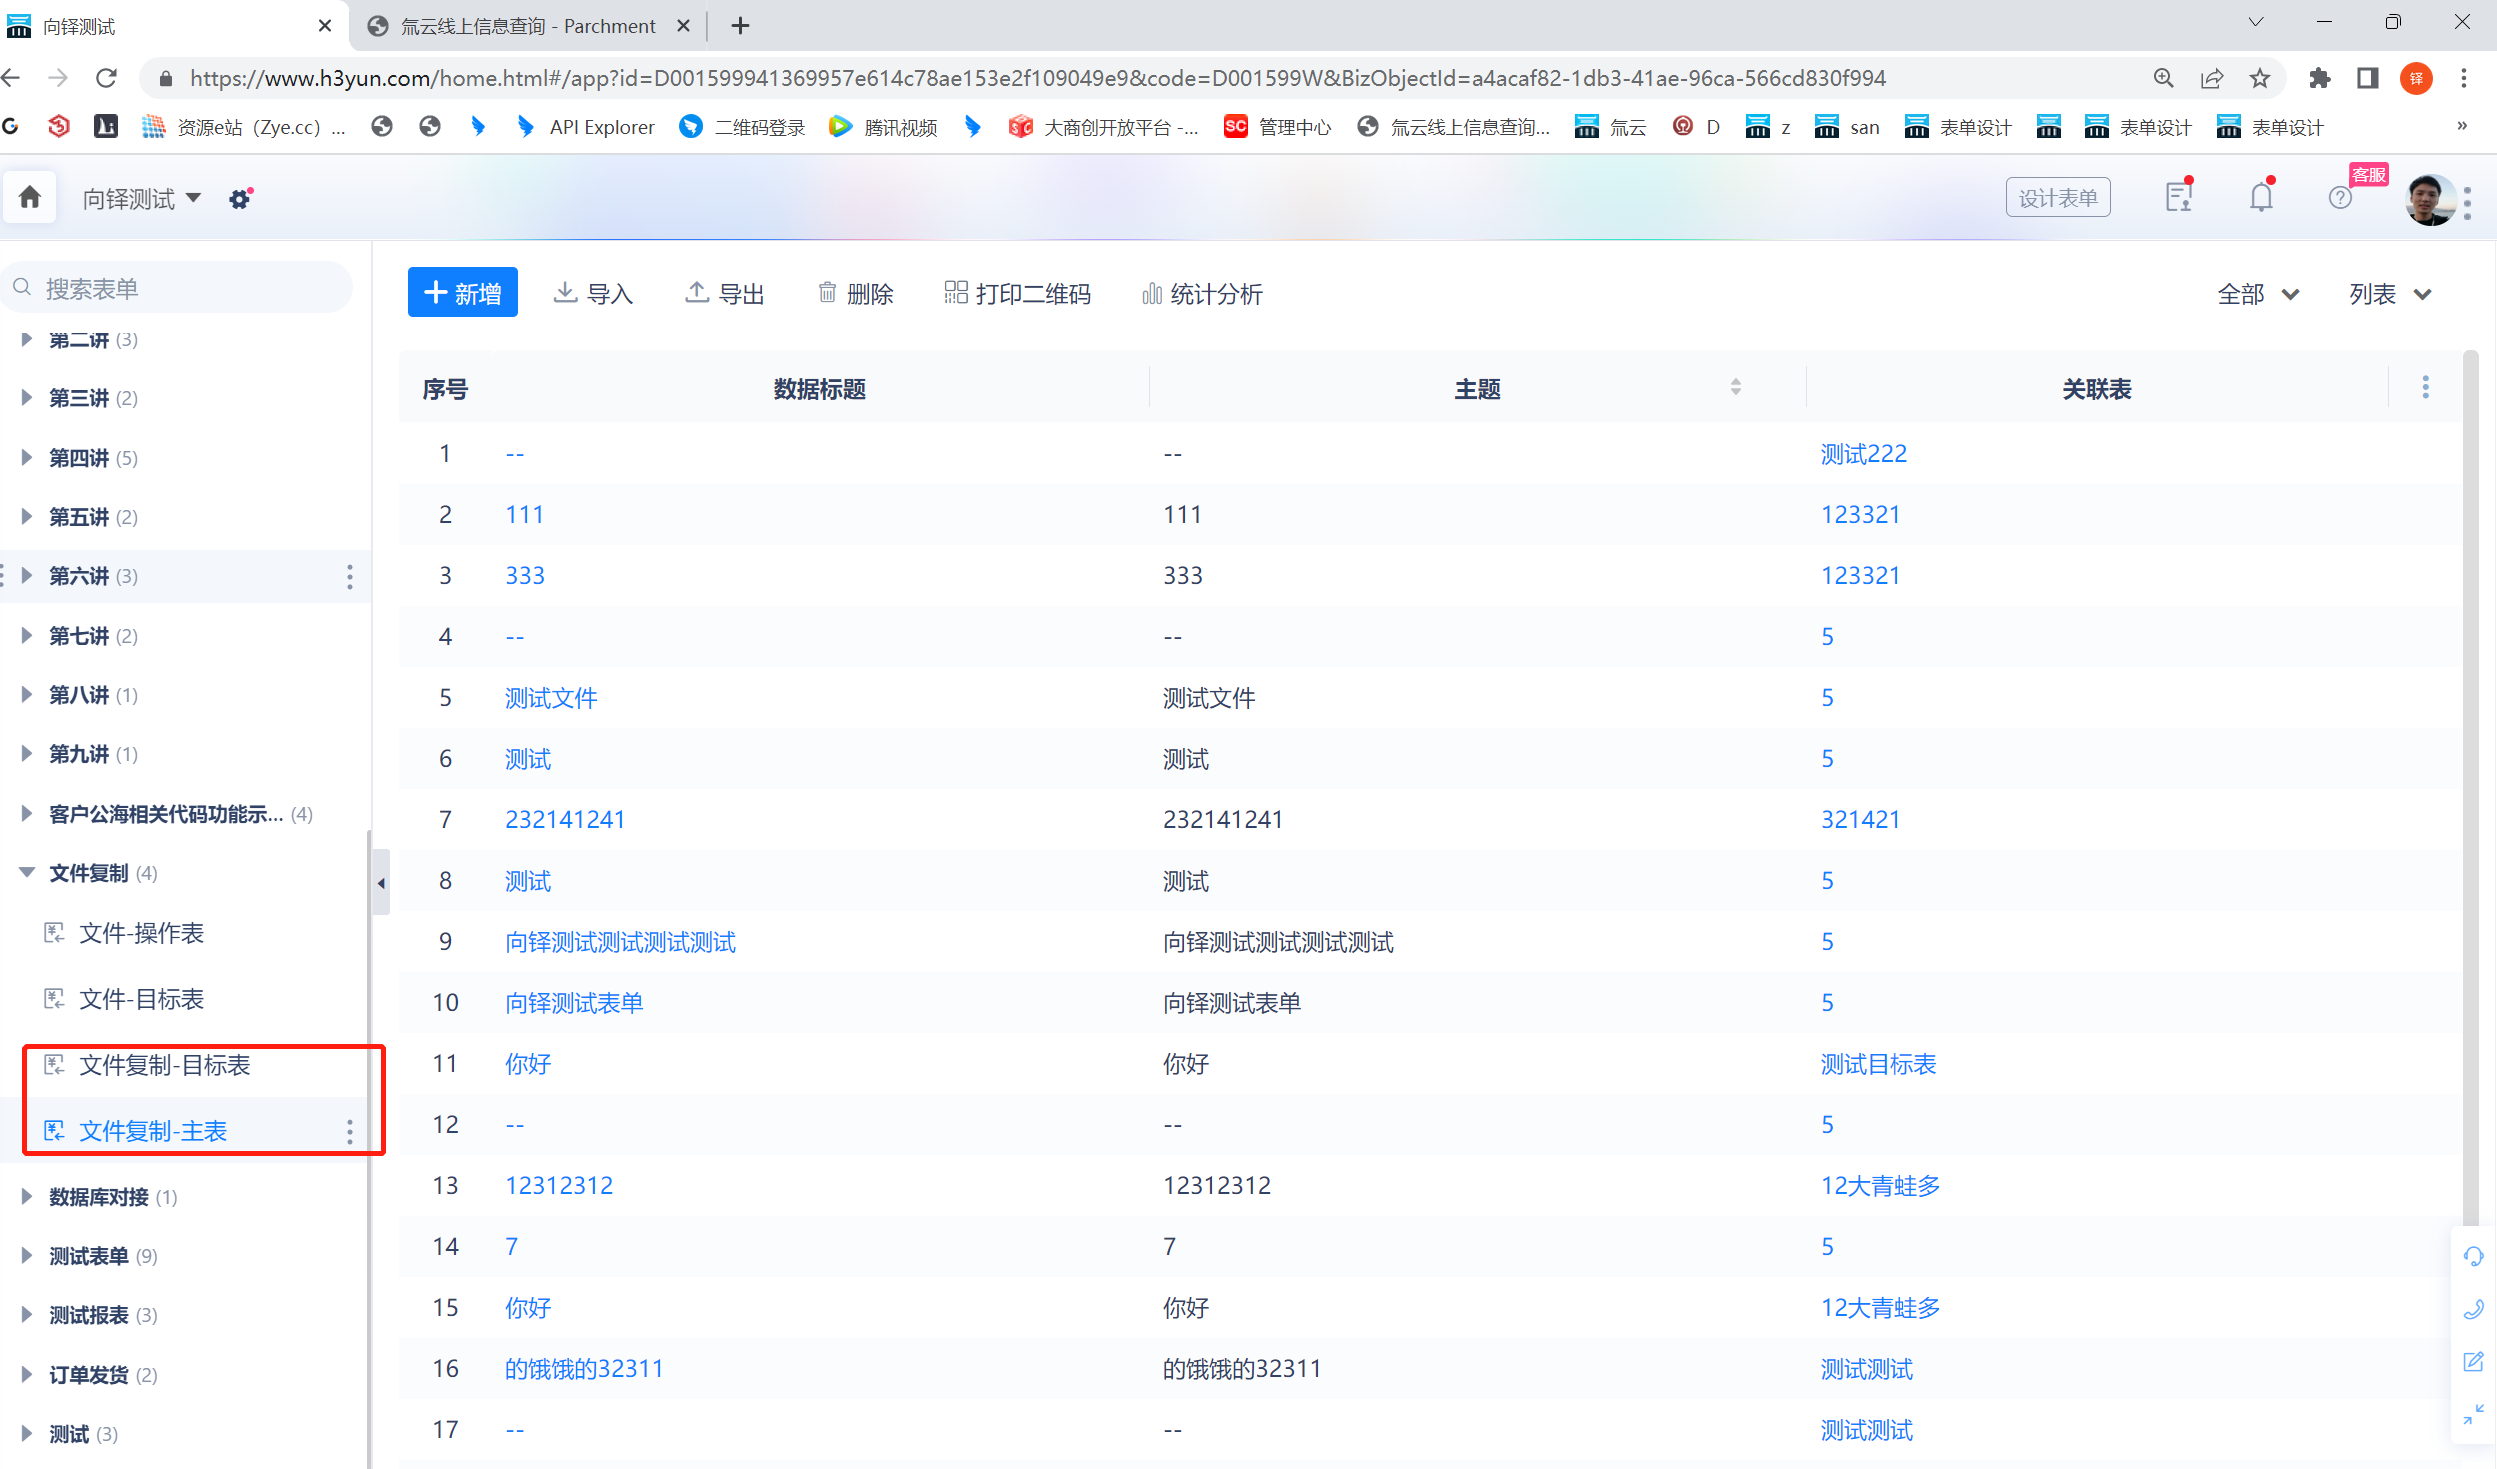 向铎测试
氚云线上信息查询 - Parchment
https://www.h3yun.com/home.html#/app?id=D001599941369957e614c78ae153e2f109049e9&code=D001599W&BizObjectId=a4acaf82-1db3-41ae-96ca-566cd830f994
铎
资源e站（Zye.cc） ...
API Explorer
二维码登录
腾讯视频
大商创开放平台 -...
SC 管理中心
氚云线上信息查询...
氚云
D
z
san
表单设计
表单设计
表单设计
»
向铎测试
设计表单
客服
搜索表单
新增
导入
导出
删除
打印二维码
统计分析
全部
列表
第二讲 (3)
第三讲 (2)
第四讲 (5)
第五讲 (2)
第六讲 (3)
第七讲 (2)
第八讲 (1)
第九讲 (1)
客户公海相关代码功能示... (4)
文件复制 (4)
文件-操作表
文件-目标表
文件复制-目标表
文件复制-主表
数据库对接 (1)
测试表单 (9)
测试报表 (3)
订单发货 (2)
测试 (3)
序号 数据标题 主题 关联表
1 -- -- 测试222
2 111 111 123321
3 333 333 123321
4 -- -- 5
5 测试文件 测试文件 5
6 测试 测试 5
7 232141241 232141241 321421
8 测试 测试 5
9 向铎测试测试测试测试 向铎测试测试测试测试 5
10 向铎测试表单 向铎测试表单 5
11 你好 你好 测试目标表
12 -- -- 5
13 12312312 12312312 12大青蛙多
14 7 7 5
15 你好 你好 12大青蛙多
16 的饿饿的32311 的饿饿的32311 测试测试
17 -- -- 测试测试